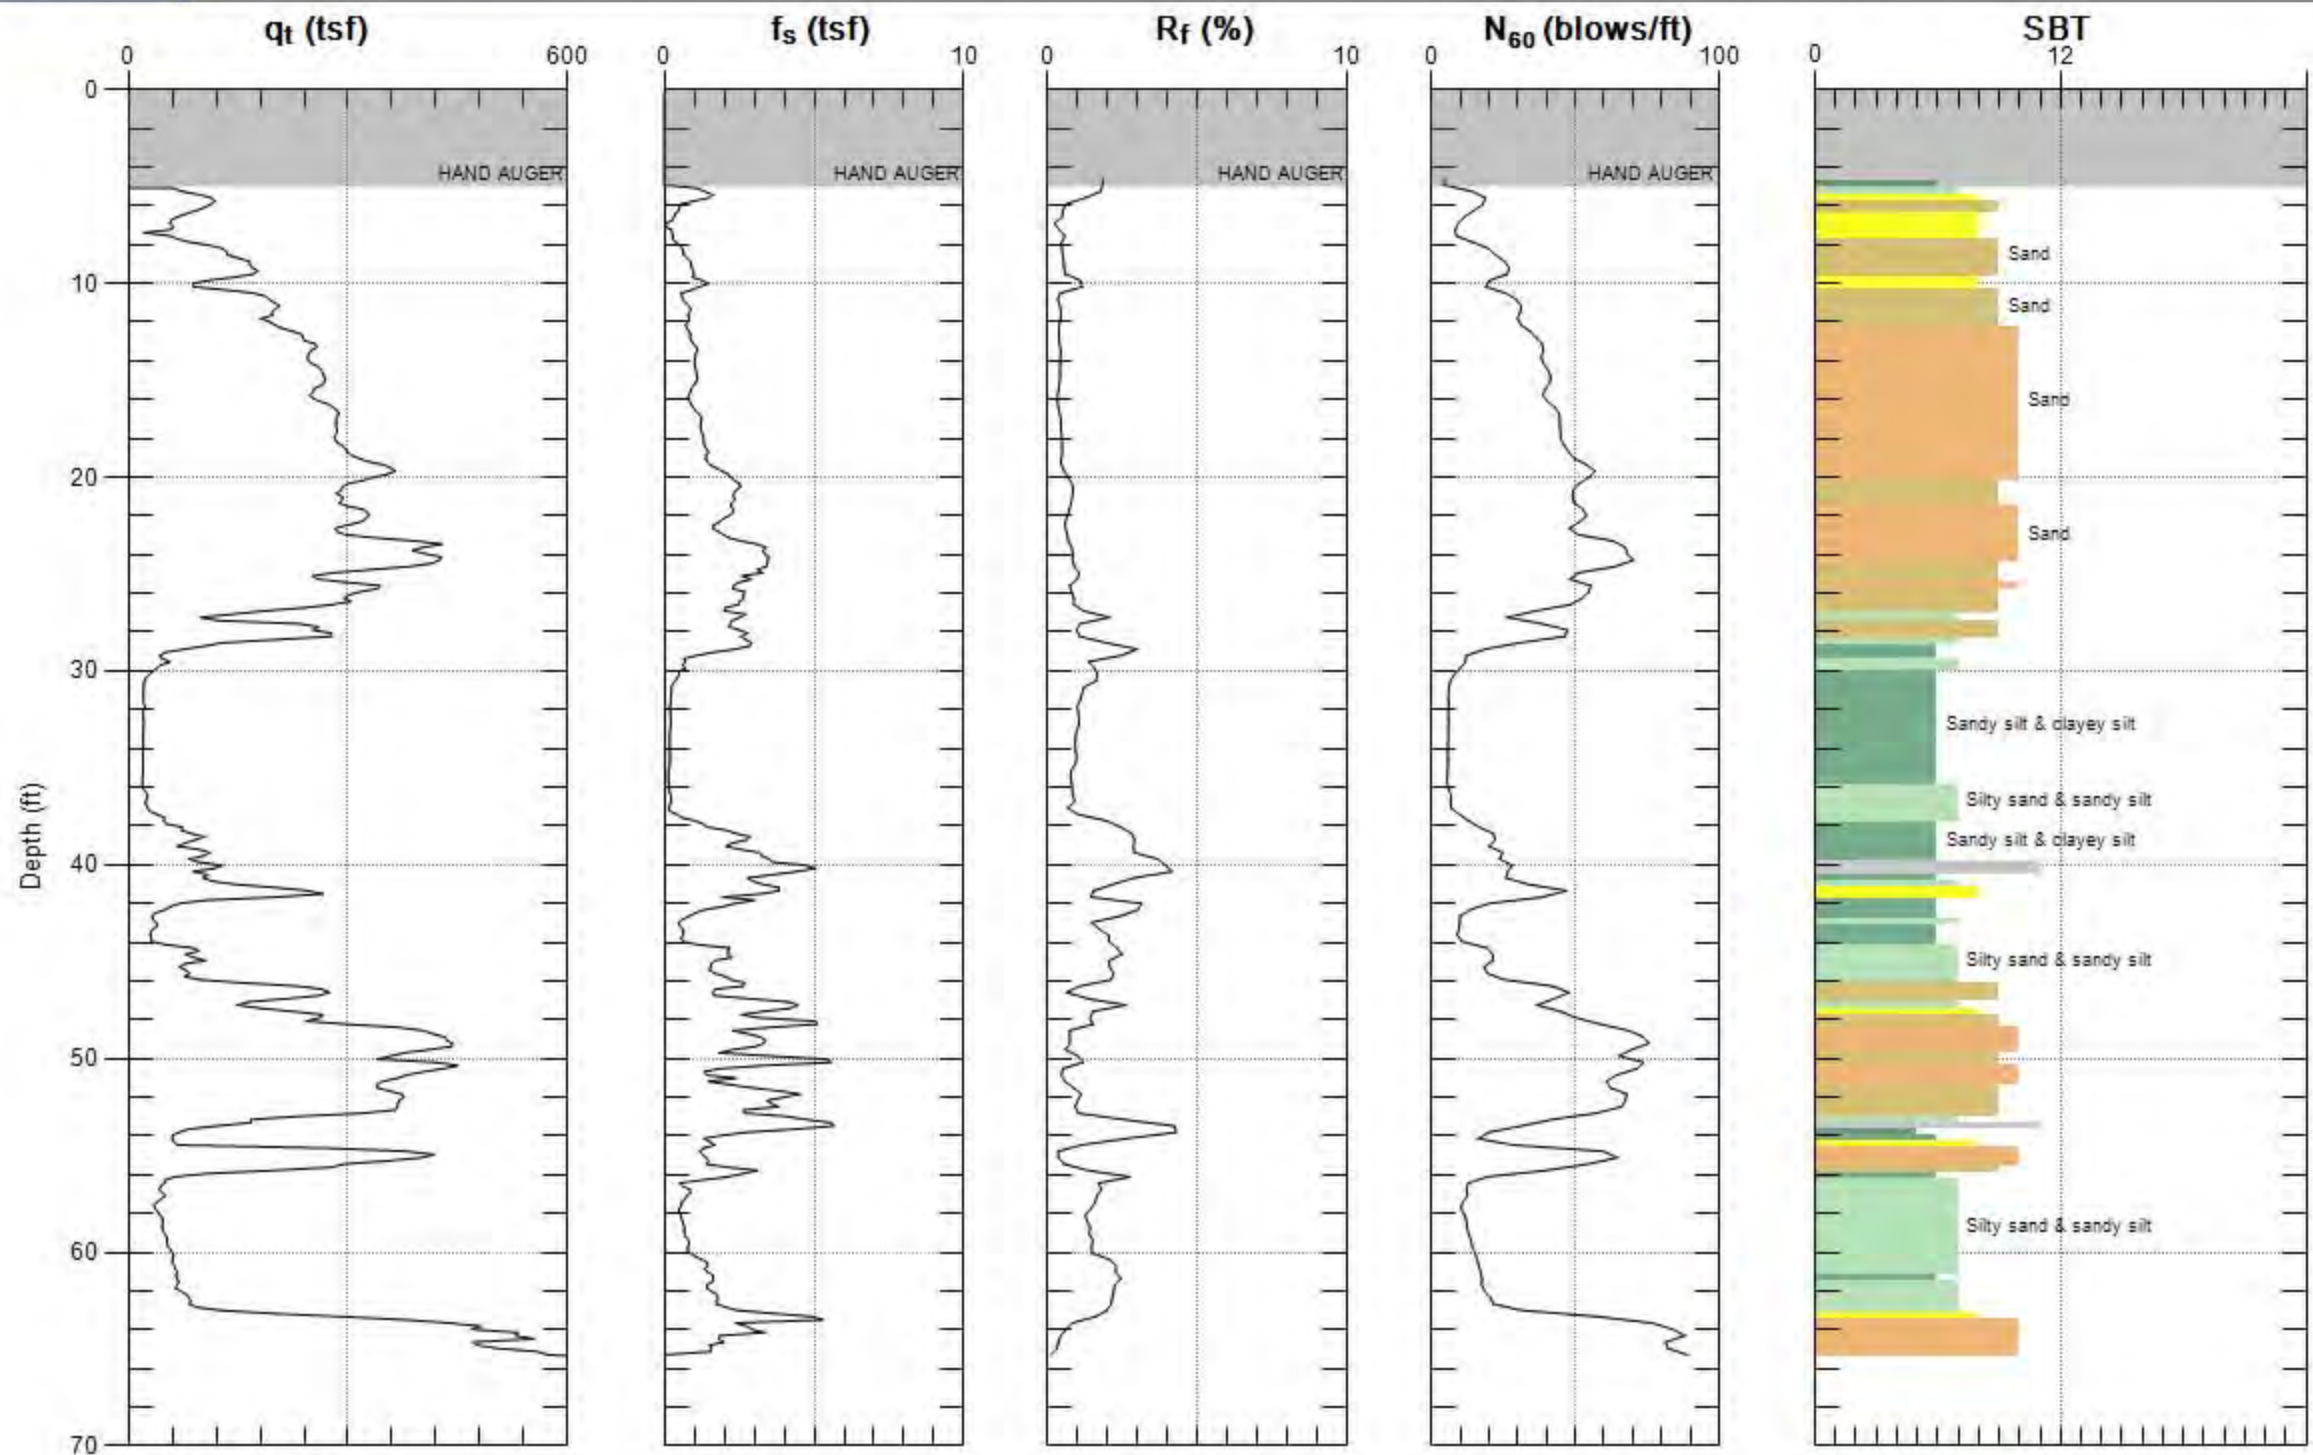 qt (tsf) fs (tsf) Rf (%) N60 (blows/ft) SBT
0 600 0 10 0 10 0 100 0 12
0
HAND AUGER HAND AUGER HAND AUGER HAND AUGER
Sand
10
Sand
Sand
20
Sand
30
Sandy silt & clayey silt
Silty sand & sandy silt
Sandy silt & clayey silt
Depth (ft)
40
Silty sand & sandy silt
50
Silty sand & sandy silt
60
70